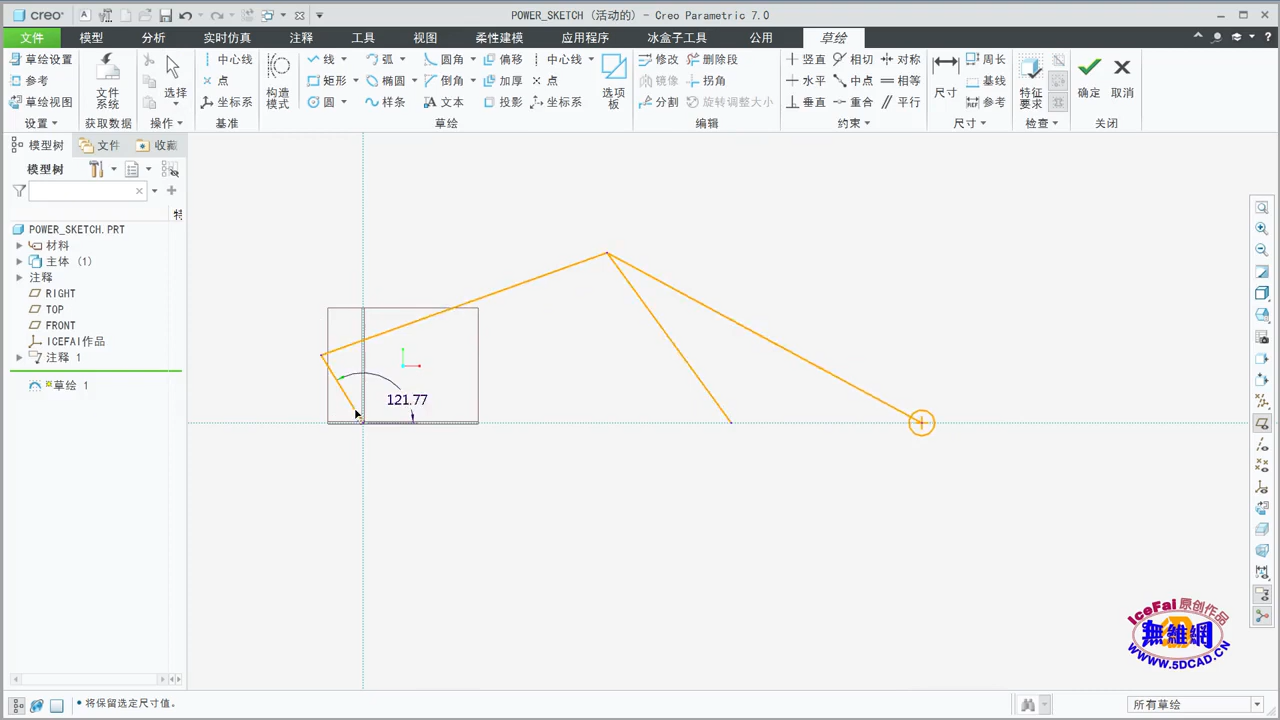 creo
POWER_SKETCH (活动的) - Creo Parametric 7.0
文件 模型 分析 实时仿真 注释 工具 视图 柔性建模 应用程序 冰盒子工具 公用 草绘
草绘设置
参考
草绘视图
设置
文件
系统
获取数据
选择
操作
中心线
点
坐标系
基准
构造
模式
线 弧 圆角 偏移 中心线
矩形 椭圆 倒角 加厚 点
圆 样条 文本 投影 坐标系
选项
板
草绘
修改 删除段
镜像 拐角
分割 旋转调整大小
编辑
竖直 相切 对称
水平 中点 相等
垂直 重合 平行
约束
尺寸
周长
基线
参考
尺寸
特征
要求
检查
确定 取消
关闭
模型树 文件 收藏
模型树
特
POWER_SKETCH.PRT
材料
主体 (1)
注释
RIGHT
TOP
FRONT
ICEFAI作品
注释 1
草绘 1
121.77
IceFai 原创作品
無維網
WWW.5DCAD.CN
将保留选定尺寸值。
所有草绘